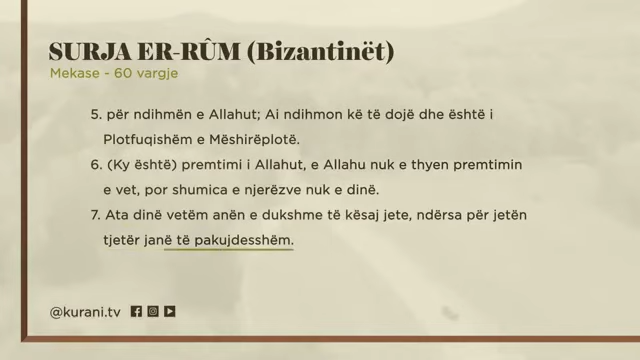 SURJA ER-RÛM (Bizantinët)
Mekase - 60 vargje
5. për ndihmën e Allahut; Ai ndihmon kë të dojë dhe është i
Plotfuqishëm e Mëshirëplotë.
6. (Ky është) premtimi i Allahut, e Allahu nuk e thyen premtimin
e vet, por shumica e njerëzve nuk e dinë.
7. Ata dinë vetëm anën e dukshme të kësaj jete, ndërsa për jetën
tjetër janë të pakujdesshëm.
@kurani.tv